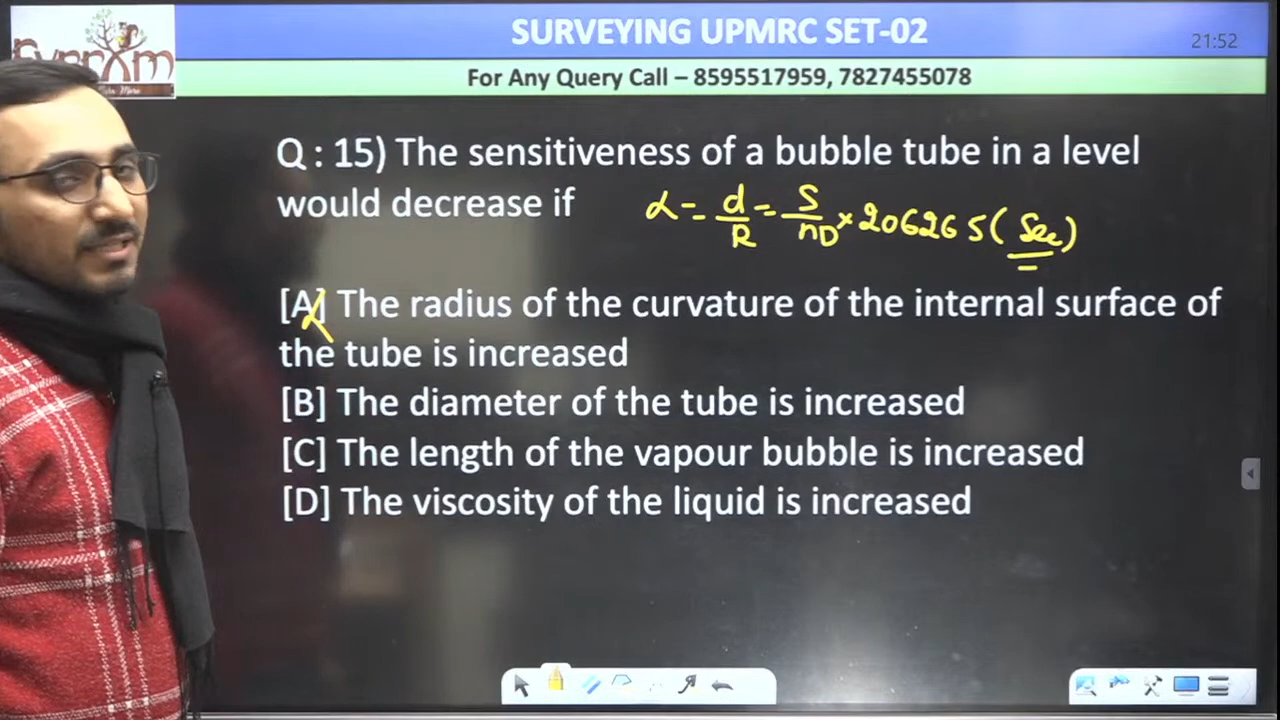 SURVEYING UPMRC SET-02
21:52
For Any Query Call – 8595517959, 7827455078
Q : 15) The sensitiveness of a bubble tube in a level
would decrease if
α = d/R = S/nD × 206265 (Sec)
[A] The radius of the curvature of the internal surface of
the tube is increased
[B] The diameter of the tube is increased
[C] The length of the vapour bubble is increased
[D] The viscosity of the liquid is increased